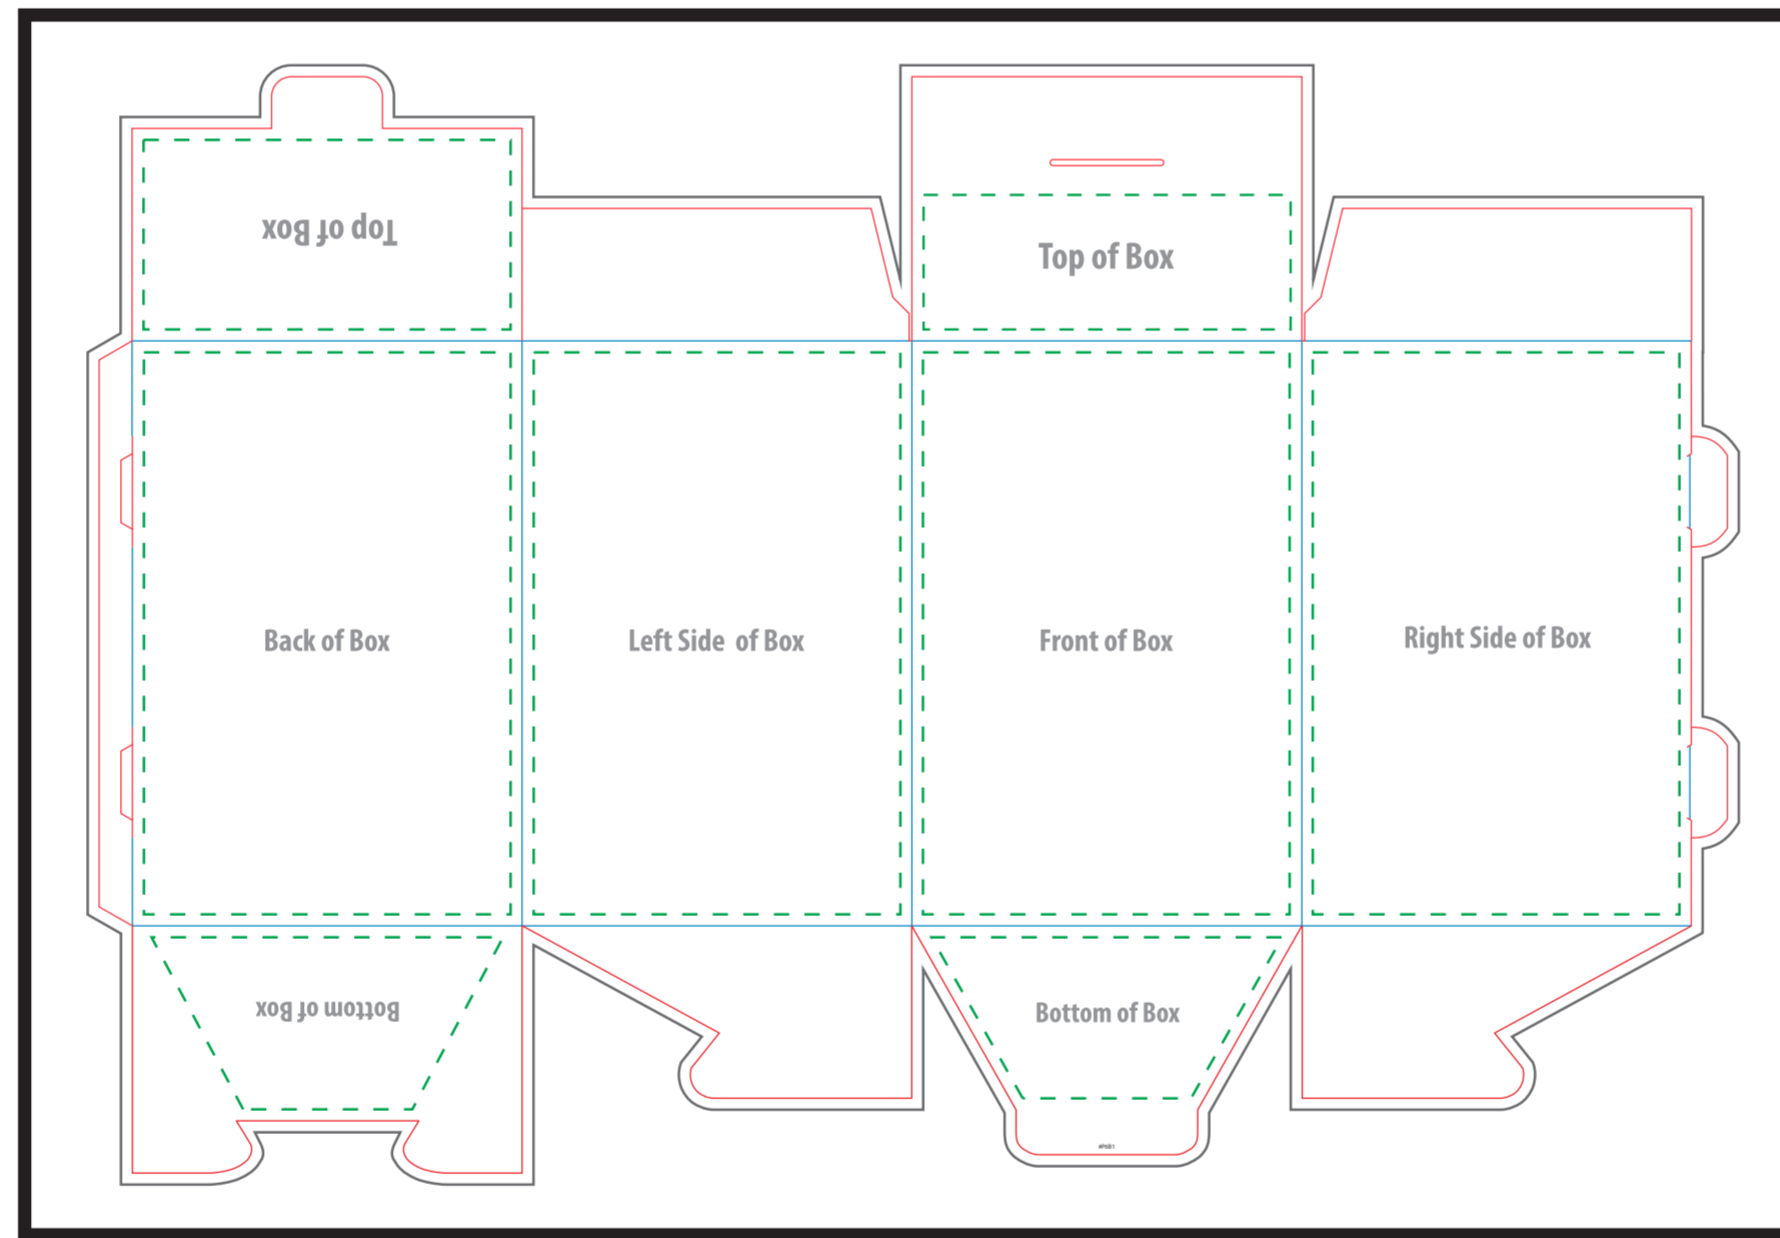 Top of Box
Top of Box
Back of Box
Left Side of Box
Front of Box
Right Side of Box
Bottom of Box
Bottom of Box